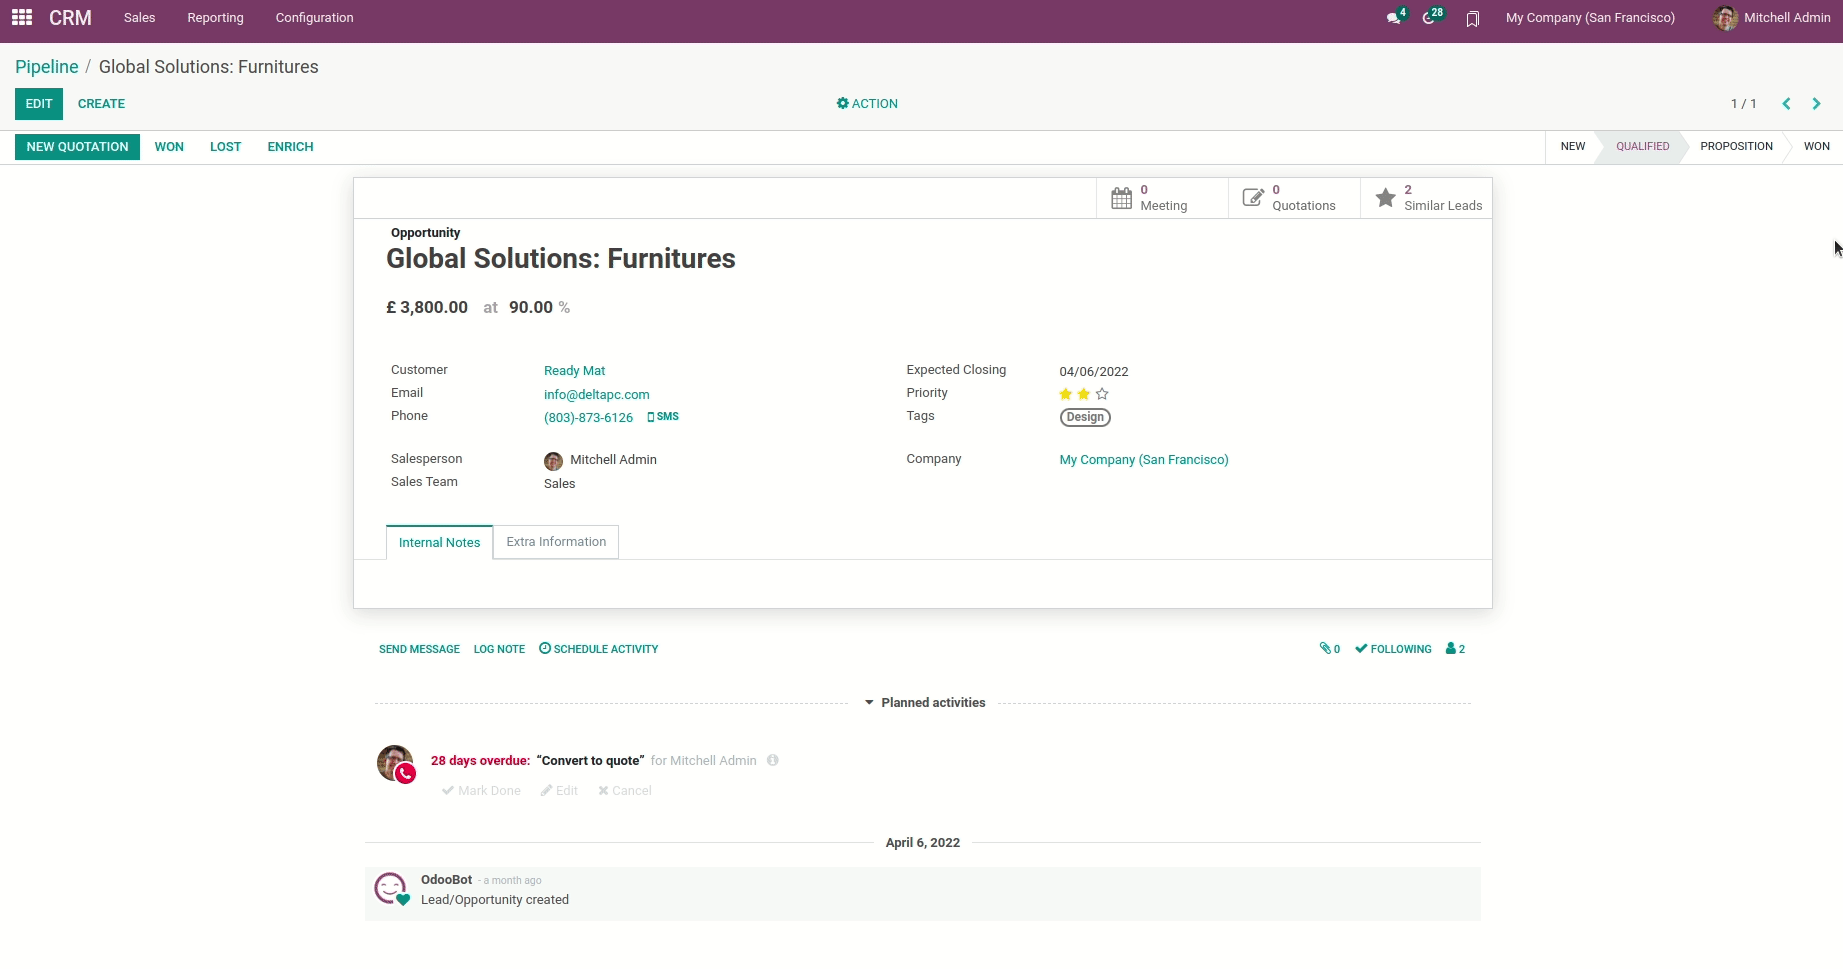 CRM Sales Reporting Configuration 4 28 My Company (San Francisco) Mitchell Admin
Pipeline / Global Solutions: Furnitures
EDIT CREATE ACTION 1 / 1
NEW QUOTATION WON LOST ENRICH NEW QUALIFIED PROPOSITION WON
0 Meeting
0 Quotations
2 Similar Leads
Opportunity
Global Solutions: Furnitures
£ 3,800.00 at 90.00 %
Customer Ready Mat
Email info@deltapc.com
Phone (803)-873-6126 SMS
Expected Closing 04/06/2022
Priority
Tags Design
Salesperson Mitchell Admin
Sales Team Sales
Company My Company (San Francisco)
Internal Notes Extra Information
SEND MESSAGE LOG NOTE SCHEDULE ACTIVITY 0 FOLLOWING 2
Planned activities
28 days overdue: “Convert to quote” for Mitchell Admin
Mark Done Edit Cancel
April 6, 2022
OdooBot - a month ago
Lead/Opportunity created